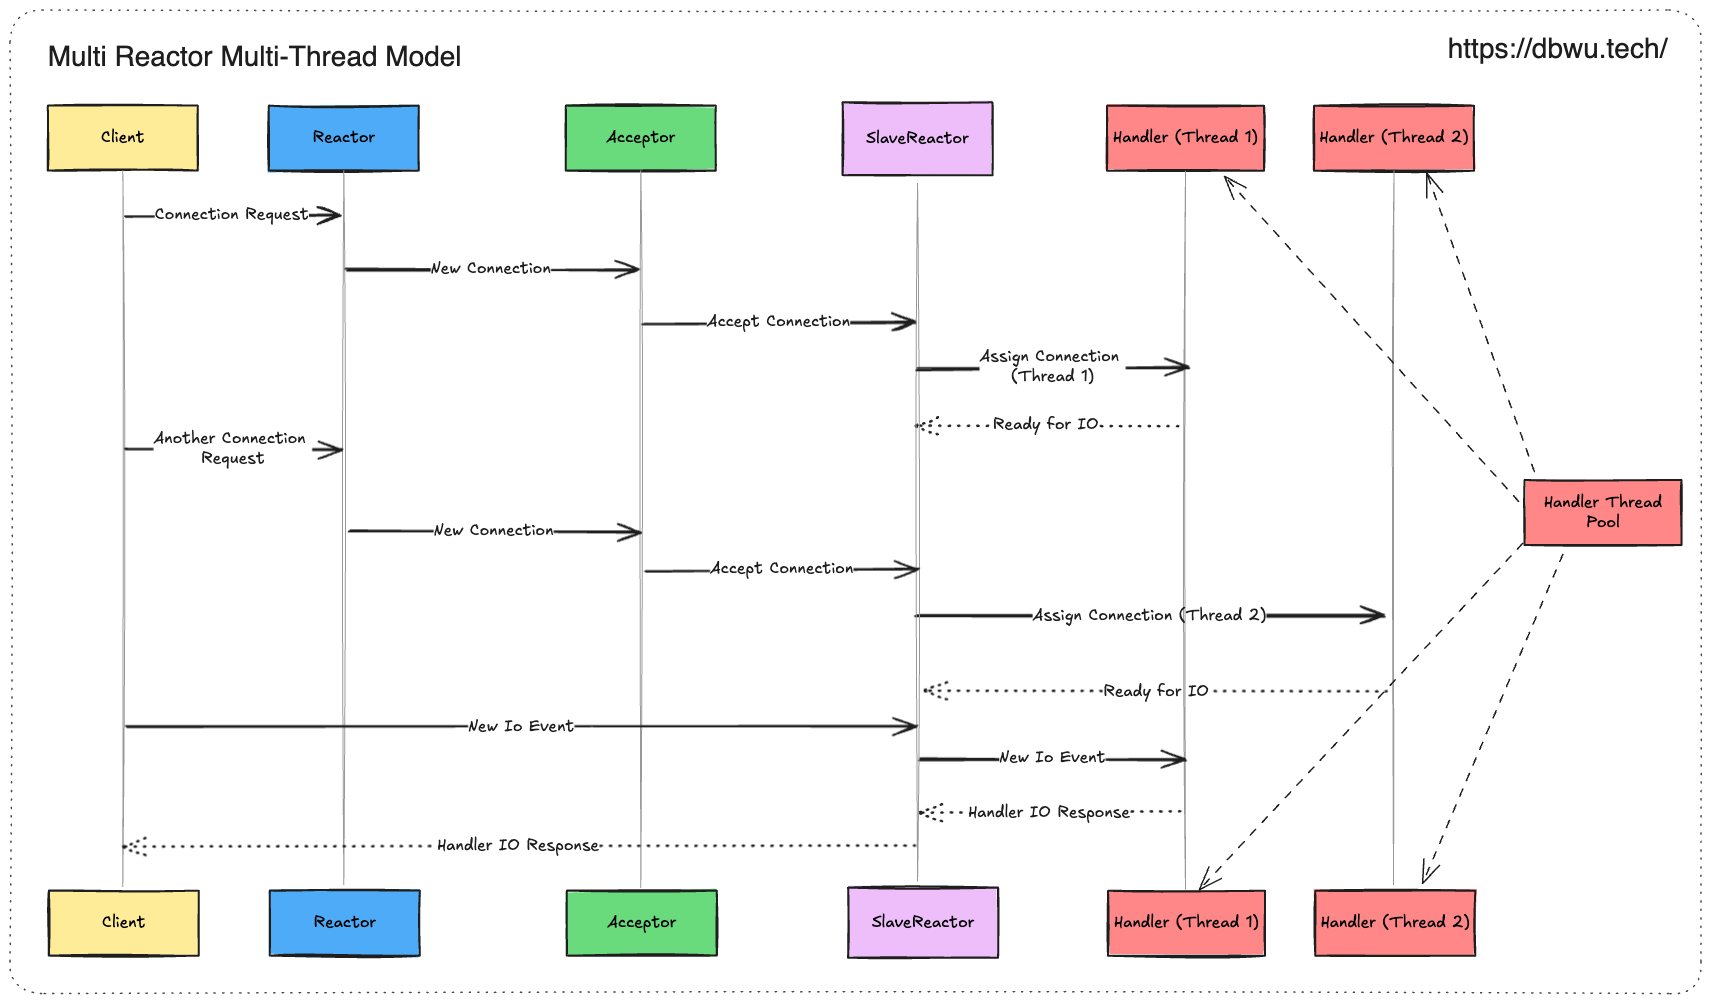 Multi Reactor Multi-Thread Model
https://dbwu.tech/
Client
Reactor
Acceptor
SlaveReactor
Handler (Thread 1)
Handler (Thread 2)
Connection Request
New Connection
Accept Connection
Assign Connection
(Thread 1)
Ready for IO
Another Connection
Request
Handler Thread
Pool
New Connection
Accept Connection
Assign Connection (Thread 2)
Ready for IO
New Io Event
New Io Event
Handler IO Response
Handler IO Response
Client
Reactor
Acceptor
SlaveReactor
Handler (Thread 1)
Handler (Thread 2)